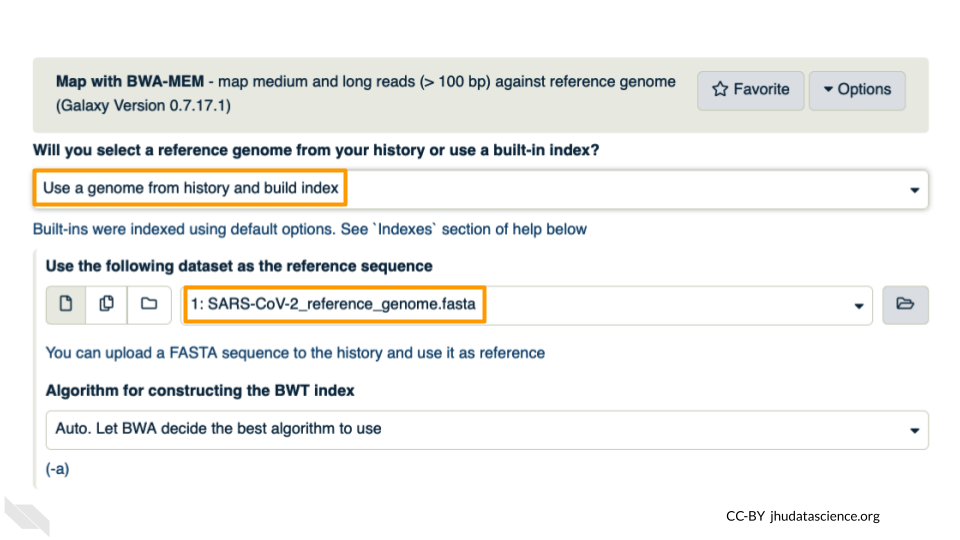 Map with BWA-MEM - map medium and long reads (> 100 bp) against reference genome
(Galaxy Version 0.7.17.1)
Favorite
Options
Will you select a reference genome from your history or use a built-in index?
Use a genome from history and build index
Built-ins were indexed using default options. See `Indexes` section of help below
Use the following dataset as the reference sequence
1: SARS-CoV-2_reference_genome.fasta
You can upload a FASTA sequence to the history and use it as reference
Algorithm for constructing the BWT index
Auto. Let BWA decide the best algorithm to use
(-a)
CC-BY jhudatascience.org